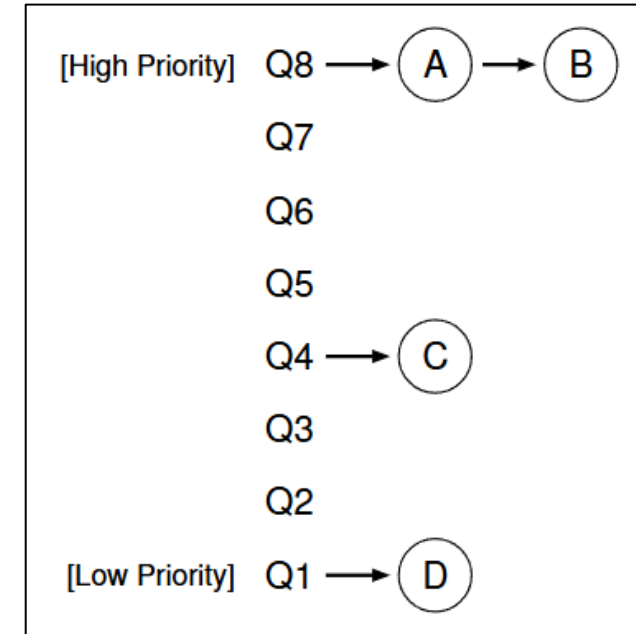 [High Priority] Q8 A B
Q7
Q6
Q5
Q4 C
Q3
Q2
[Low Priority] Q1 D